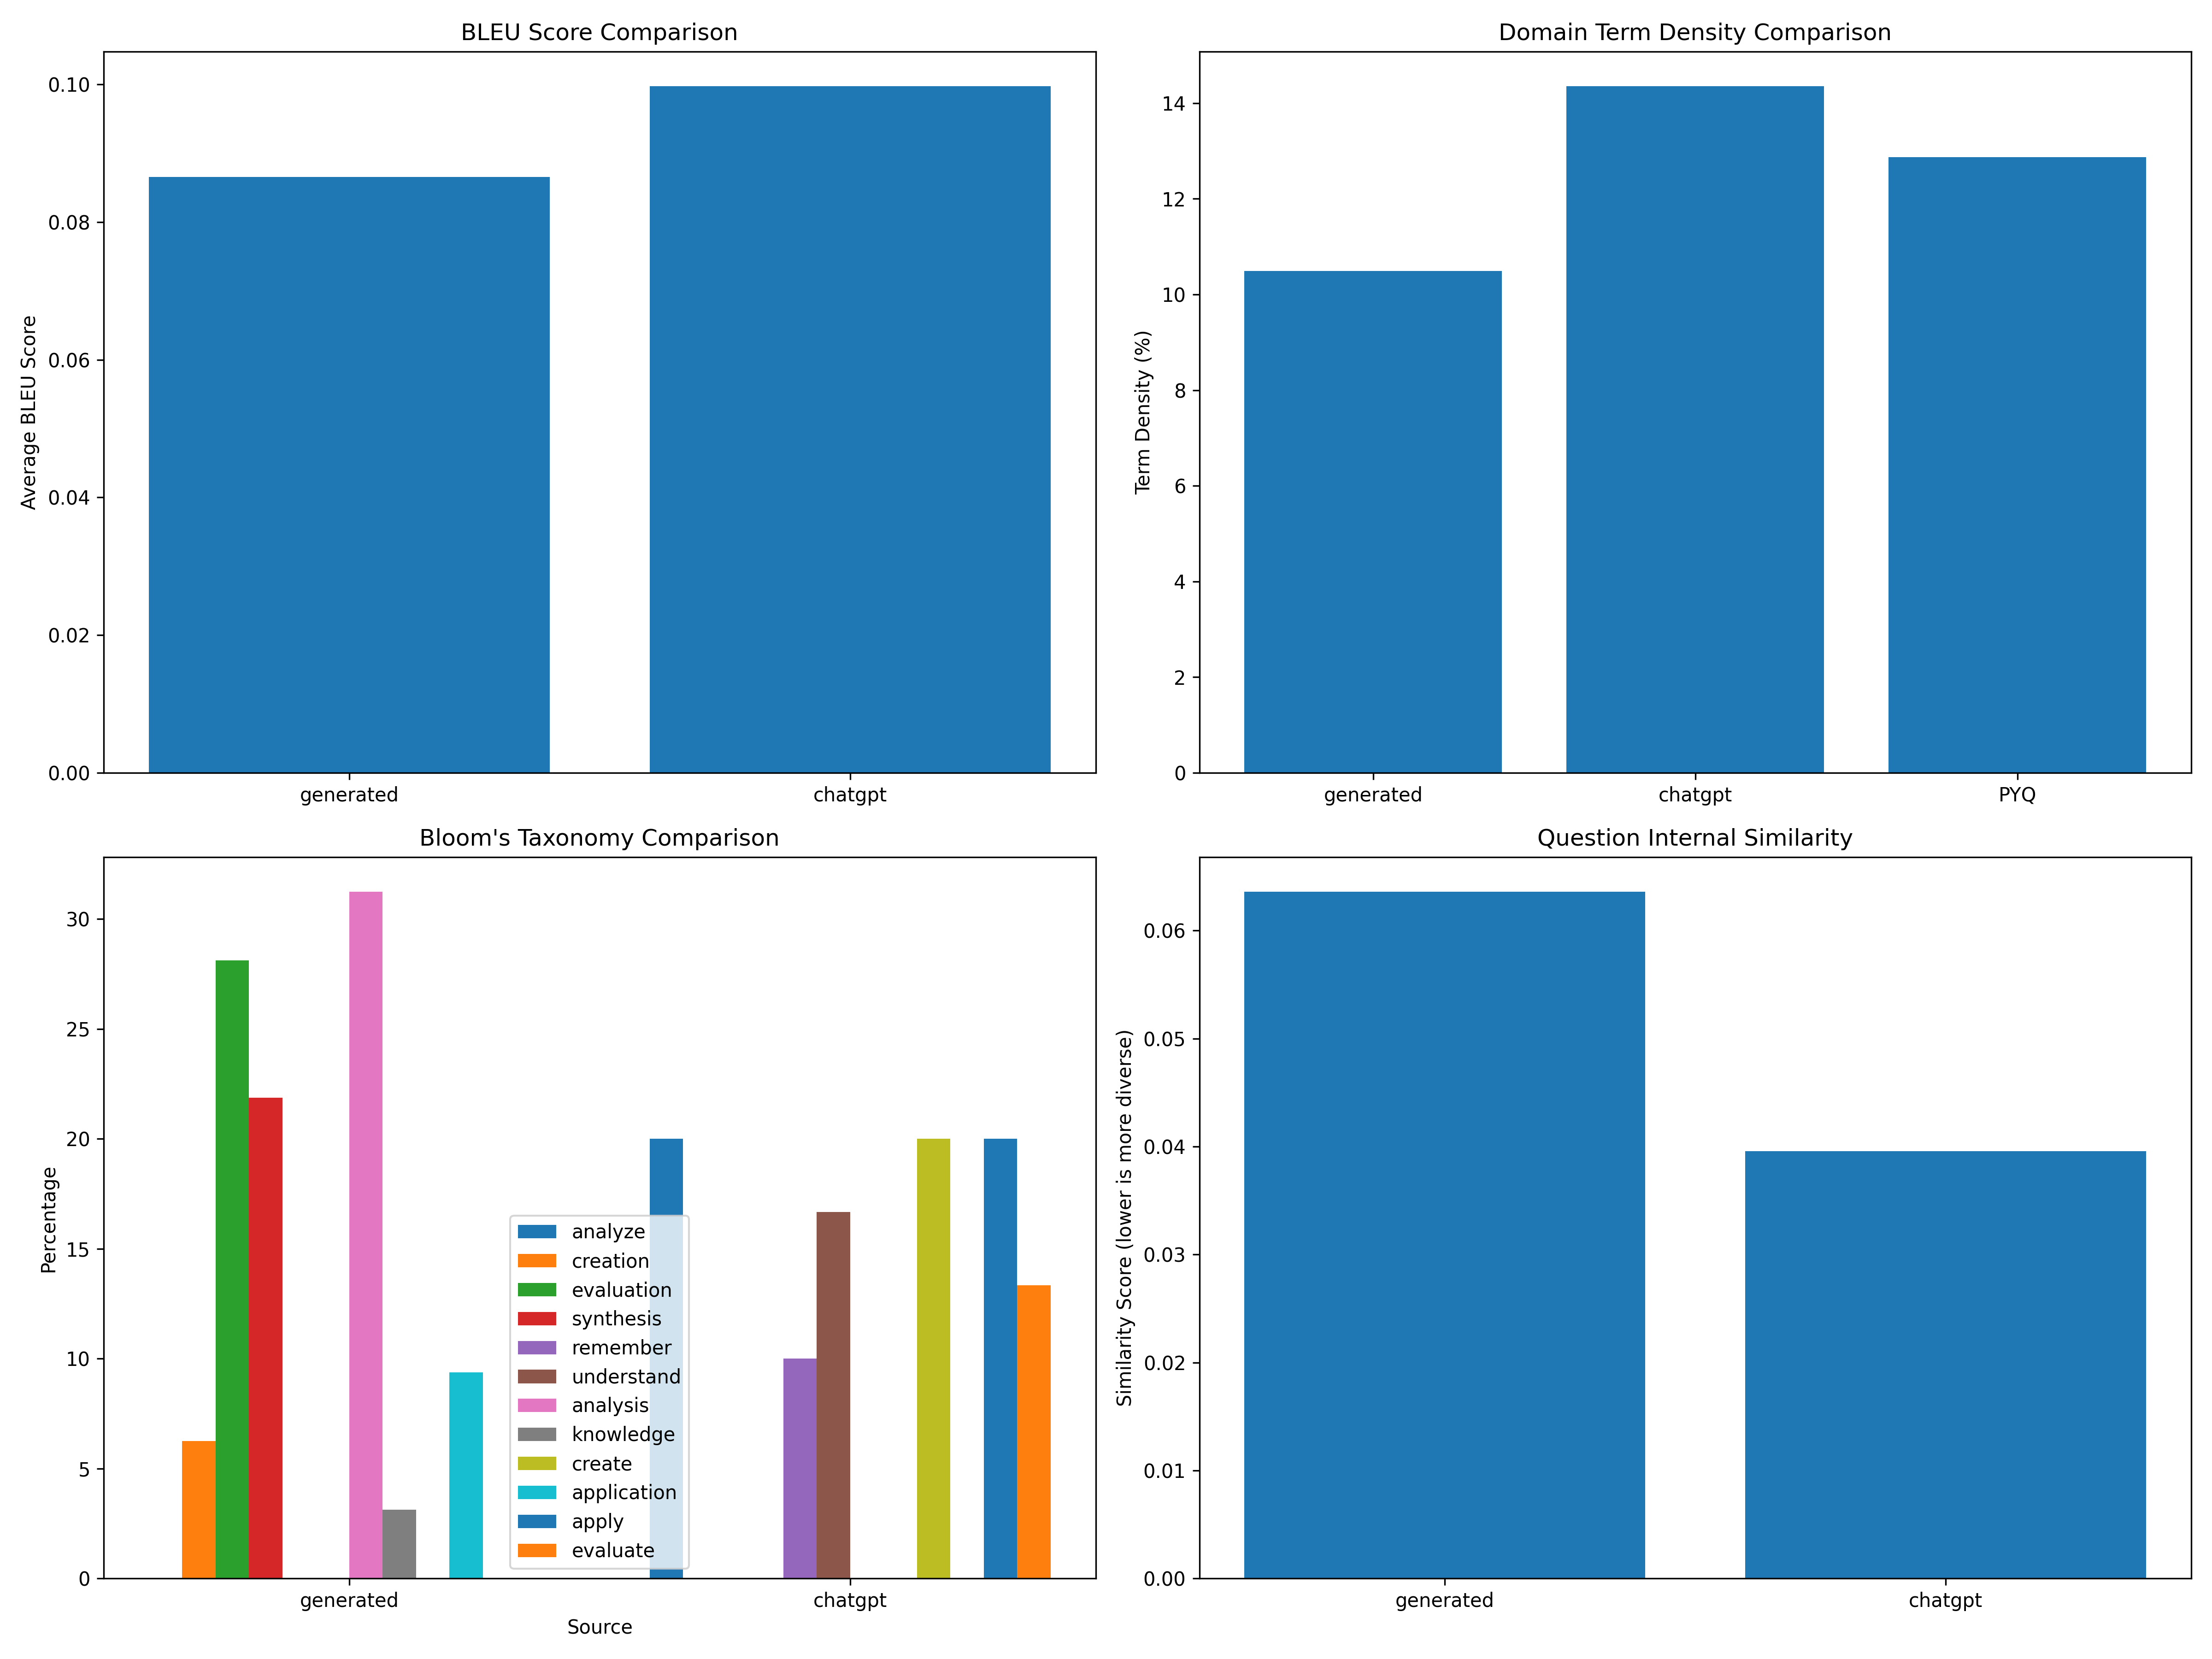 BLEU Score Comparison
Average BLEU Score
0.10
0.08
0.06
0.04
0.02
0.00
generated chatgpt
Domain Term Density Comparison
Term Density (%)
14
12
10
8
6
4
2
0
generated chatgpt PYQ
Bloom's Taxonomy Comparison
Percentage
30
25
20
15
10
5
0
analyze
creation
evaluation
synthesis
remember
understand
analysis
knowledge
create
application
apply
evaluate
generated chatgpt
Source
Question Internal Similarity
Similarity Score (lower is more diverse)
0.06
0.05
0.04
0.03
0.02
0.01
0.00
generated chatgpt